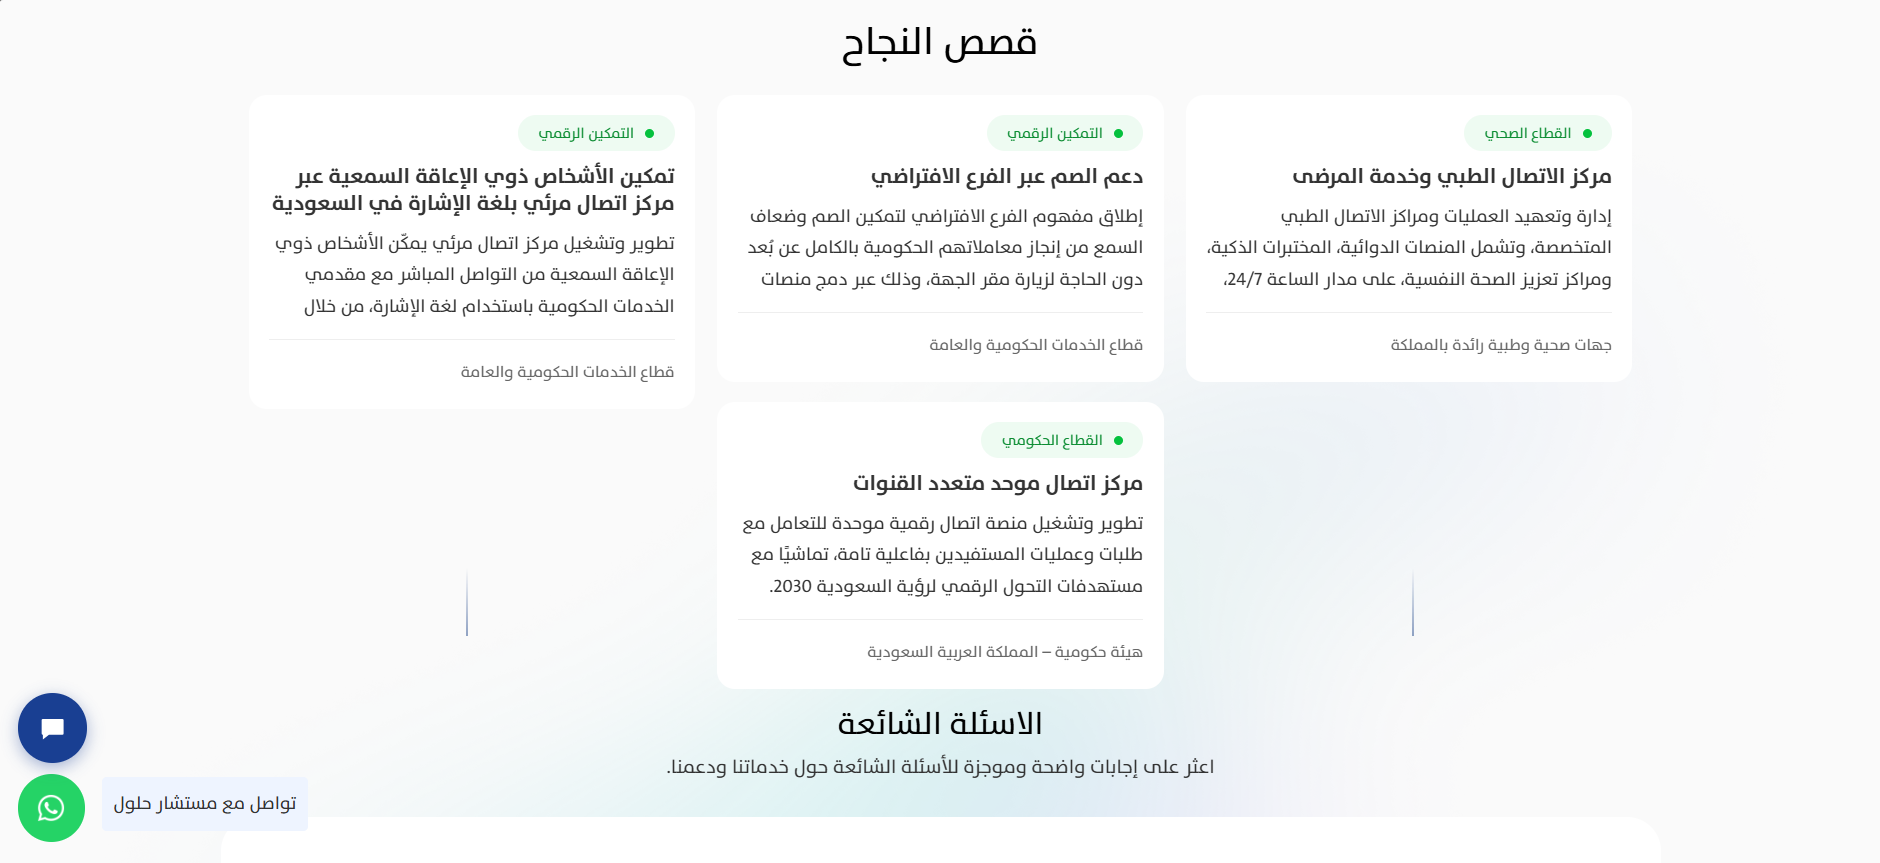 قصص النجاح
القطاع الصحي
مركز الاتصال الطبي وخدمة المرضى
إدارة وتعهيد العمليات ومراكز الاتصال الطبي
المتخصصة، وتشمل المنصات الدوائية، المختبرات الذكية،
ومراكز تعزيز الصحة النفسية، على مدار الساعة 24/7،
جهات صحية وطبية رائدة بالمملكة
التمكين الرقمي
دعم الصم عبر الفرع الافتراضي
إطلاق مفهوم الفرع الافتراضي لتمكين الصم وضعاف
السمع من إنجاز معاملاتهم الحكومية بالكامل عن بُعد
دون الحاجة لزيارة مقر الجهة، وذلك عبر دمج منصات
قطاع الخدمات الحكومية والعامة
التمكين الرقمي
تمكين الأشخاص ذوي الإعاقة السمعية عبر
مركز اتصال مرئي بلغة الإشارة في السعودية
تطوير وتشغيل مركز اتصال مرئي يمكّن الأشخاص ذوي
الإعاقة السمعية من التواصل المباشر مع مقدمي
الخدمات الحكومية باستخدام لغة الإشارة، من خلال
قطاع الخدمات الحكومية والعامة
القطاع الحكومي
مركز اتصال موحد متعدد القنوات
تطوير وتشغيل منصة اتصال رقمية موحدة للتعامل مع
طلبات وعمليات المستفيدين بفاعلية تامة، تماشيًا مع
مستهدفات التحول الرقمي لرؤية السعودية 2030.
هيئة حكومية – المملكة العربية السعودية
الاسئلة الشائعة
اعثر على إجابات واضحة وموجزة للأسئلة الشائعة حول خدماتنا ودعمنا.
تواصل مع مستشار حلول